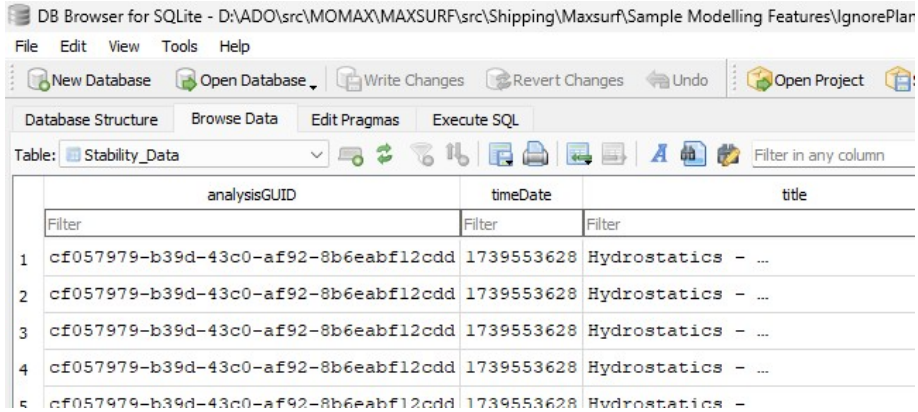 DB Browser for SQLite - D:\ADO\src\MOMAX\MAXSURF\src\Shipping\Maxsurf\Sample Modelling Features\IgnorePlan
File Edit View Tools Help
New Database Open Database Write Changes Revert Changes Undo Open Project
Database Structure Browse Data Edit Pragmas Execute SQL
Table: Stability_Data Filter in any column
analysisGUID timeDate title
Filter Filter Filter
1 cf057979-b39d-43c0-af92-8b6eabf12cdd 1739553628 Hydrostatics - …
2 cf057979-b39d-43c0-af92-8b6eabf12cdd 1739553628 Hydrostatics - …
3 cf057979-b39d-43c0-af92-8b6eabf12cdd 1739553628 Hydrostatics - …
4 cf057979-b39d-43c0-af92-8b6eabf12cdd 1739553628 Hydrostatics - …
5 cf057979-b39d-43c0-af92-8b6eabf12cdd 1739553628 Hydrostatics -